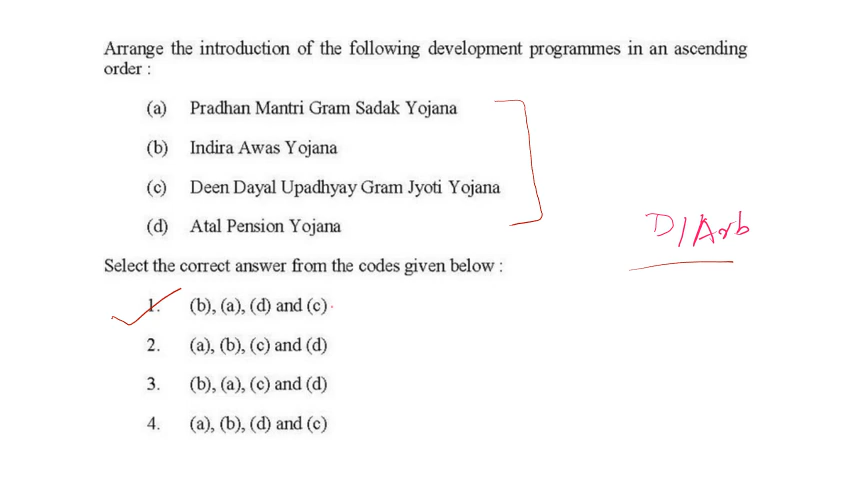 Arrange the introduction of the following development programmes in an ascending
order :
(a) Pradhan Mantri Gram Sadak Yojana
(b) Indira Awas Yojana
(c) Deen Dayal Upadhyay Gram Jyoti Yojana
(d) Atal Pension Yojana
D/Arb
Select the correct answer from the codes given below :
1. (b), (a), (d) and (c)
2. (a), (b), (c) and (d)
3. (b), (a), (c) and (d)
4. (a), (b), (d) and (c)